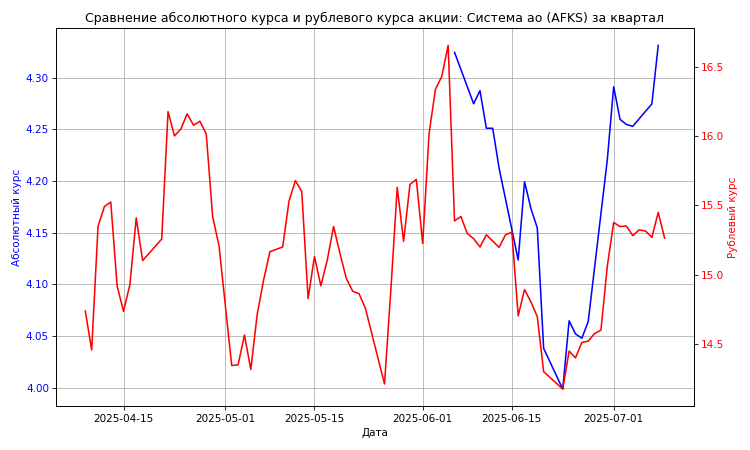 Сравнение абсолютного курса и рублевого курса акции: Система ао (AFKS) за квартал
Абсолютный курс
4.30
4.25
4.20
4.15
4.10
4.05
4.00
16.5
16.0
15.5
15.0
14.5
Рублевый курс
2025-04-15 2025-05-01 2025-05-15 2025-06-01 2025-06-15 2025-07-01
Дата